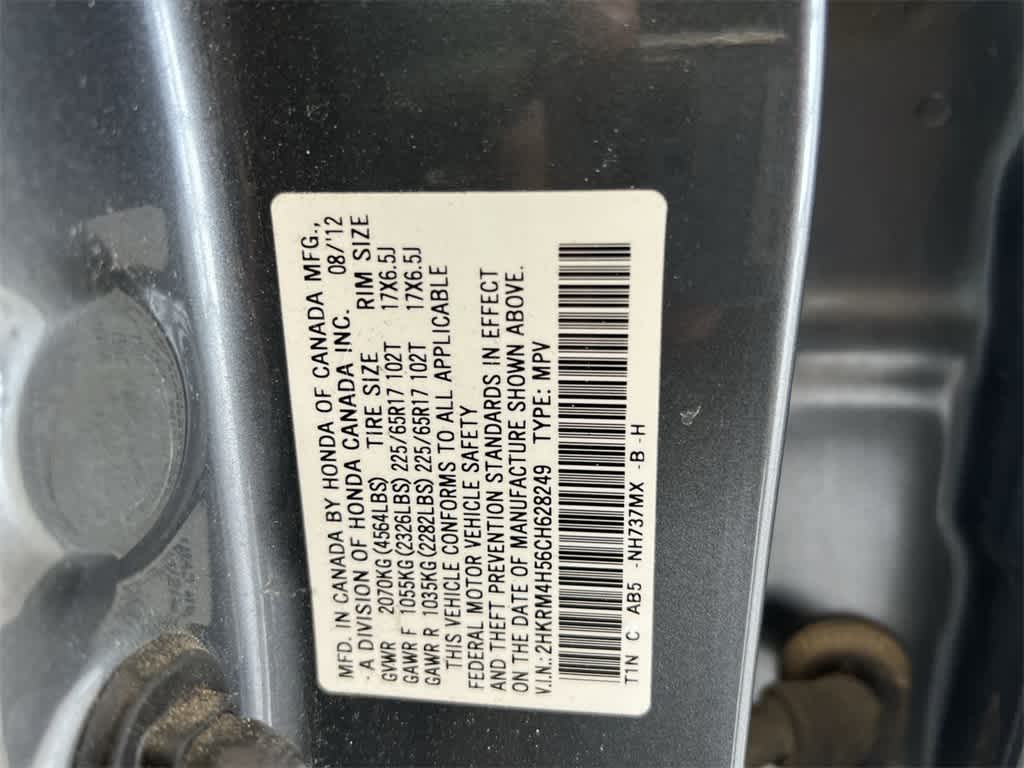 MFD. IN CANADA BY HONDA OF CANADA MFG.,
- A DIVISION OF HONDA CANADA INC. 08/'12
GVWR 2070KG (4564LBS) TIRE SIZE RIM SIZE
GAWR F 1055KG (2326LBS) 225/65R17 102T 17X6.5J
GAWR R 1035KG (2282LBS) 225/65R17 102T 17X6.5J
THIS VEHICLE CONFORMS TO ALL APPLICABLE
FEDERAL MOTOR VEHICLE SAFETY
AND THEFT PREVENTION STANDARDS IN EFFECT
ON THE DATE OF MANUFACTURE SHOWN ABOVE.
V.I.N.: 2HKRM4H56CH628249 TYPE: MPV
T1N C AB5 -NH737MX -B -H